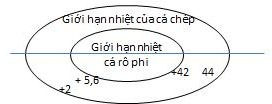 Giới hạn nhiệt của cá chép
Giới hạn nhiệt
cá rô phi
+2 + 5,6 +42 44